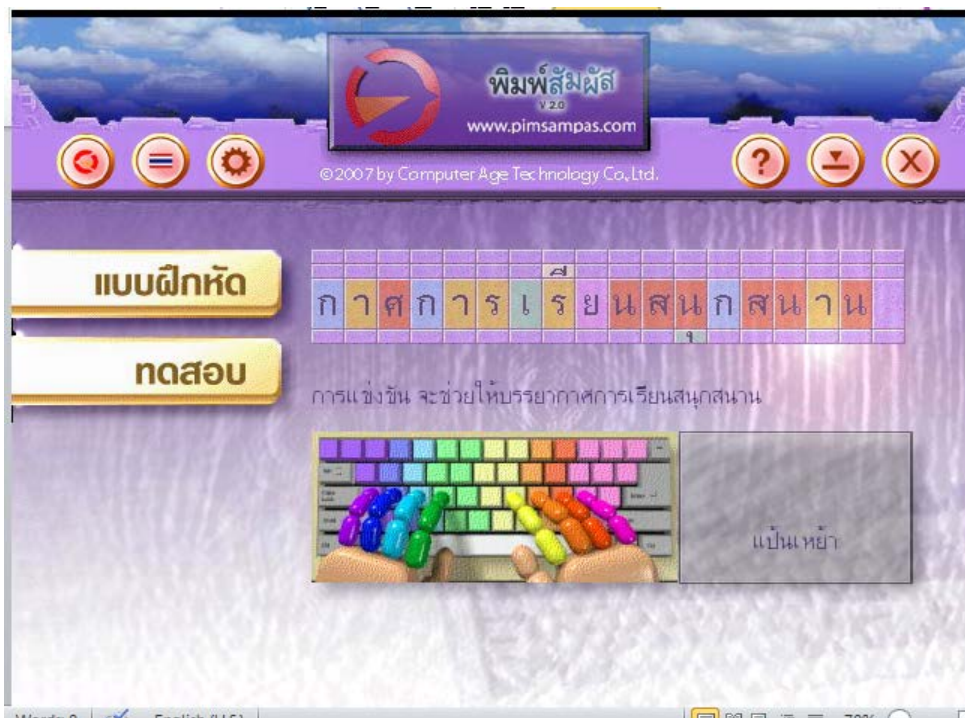 พิมพ์สัมผัส
V 2.0
www.pimsampas.com
©2007 by Computer Age Technology Co,.Ltd.
แบบฝึกหัด
ทดสอบ
กาศการเรียนสนุกสนาน
การแข่งขัน จะช่วยให้บรรยากาศการเรียนสนุกสนาน
แป้นเหย้า